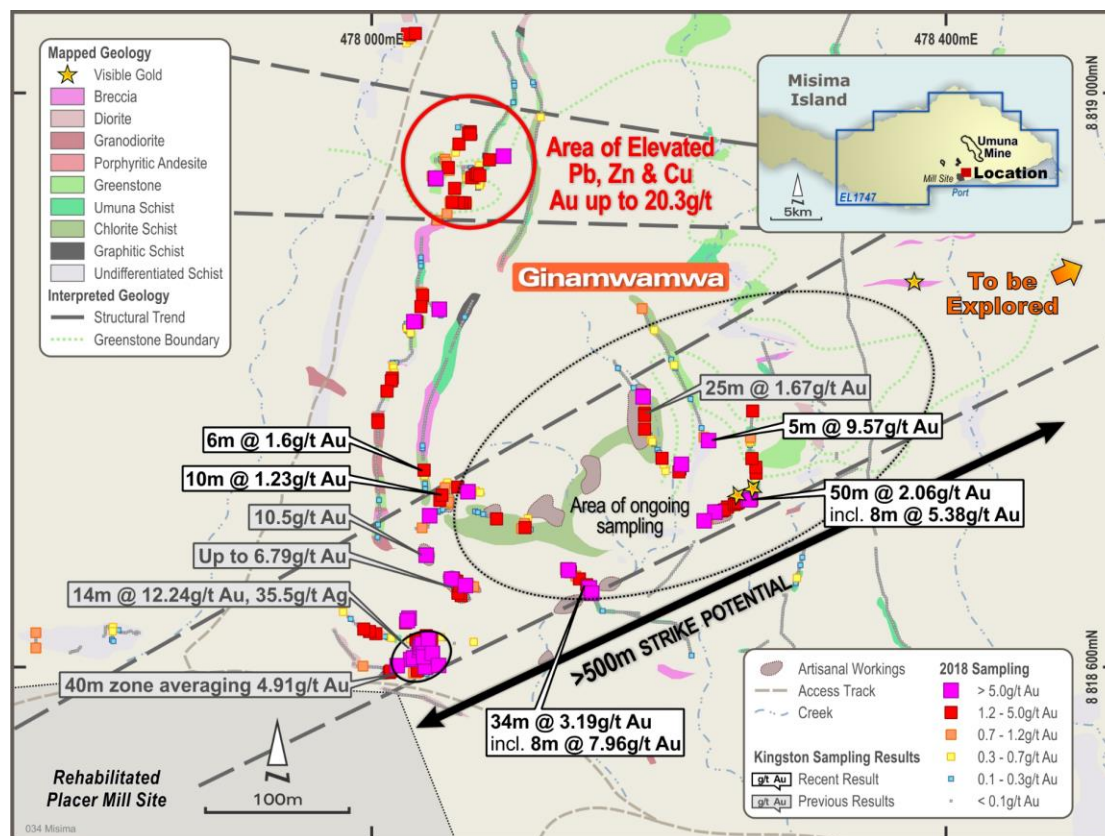 478 000mE
478 400mE
8 819 000mN
8 818 600mN
Mapped Geology
Visible Gold
Breccia
Diorite
Granodiorite
Porphyritic Andesite
Greenstone
Umuna Schist
Chlorite Schist
Graphitic Schist
Undifferentiated Schist
Interpreted Geology
Structural Trend
Greenstone Boundary
Area of Elevated
Pb, Zn & Cu
Au up to 20.3g/t
Misima
Island
Umuna
Mine
Mill Site
Location
EL1747
Port
N
5km
Ginamwamwa
To be
Explored
25m @ 1.67g/t Au
5m @ 9.57g/t Au
6m @ 1.6g/t Au
10m @ 1.23g/t Au
50m @ 2.06g/t Au
incl. 8m @ 5.38g/t Au
Area of ongoing
sampling
10.5g/t Au
Up to 6.79g/t Au
14m @ 12.24g/t Au, 35.5g/t Ag
40m zone averaging 4.91g/t Au
>500m STRIKE POTENTIAL
34m @ 3.19g/t Au
incl. 8m @ 7.96g/t Au
Rehabilitated
Placer Mill Site
N
100m
Artisanal Workings
Access Track
Creek
Kingston Sampling Results
g/t Au
Recent Result
g/t Au
Previous Results
2018 Sampling
> 5.0g/t Au
1.2 - 5.0g/t Au
0.7 - 1.2g/t Au
0.3 - 0.7g/t Au
0.1 - 0.3g/t Au
< 0.1g/t Au
034 Misima